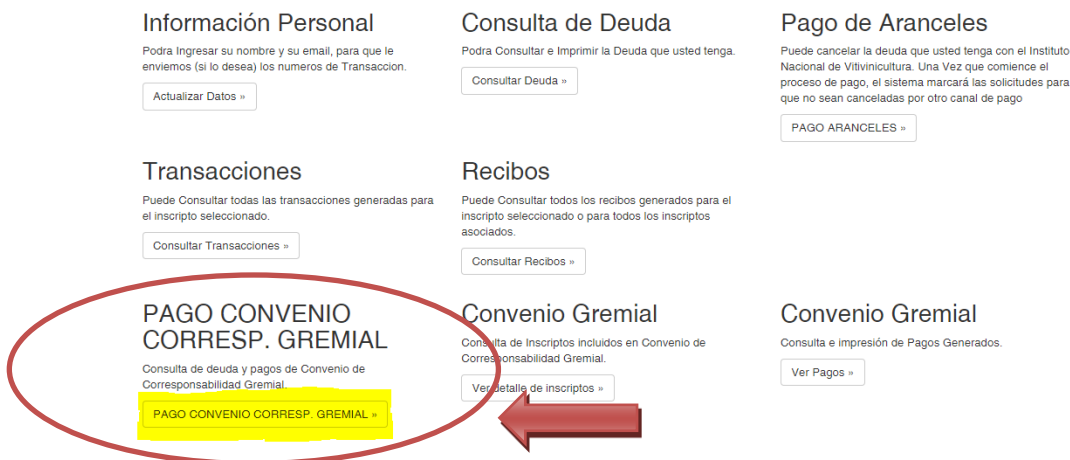 Información Personal
Podra Ingresar su nombre y su email, para que le
enviemos (si lo desea) los numeros de Transaccion.
Actualizar Datos »
Consulta de Deuda
Podra Consultar e Imprimir la Deuda que usted tenga.
Consultar Deuda »
Pago de Aranceles
Puede cancelar la deuda que usted tenga con el Instituto
Nacional de Vitivinicultura. Una Vez que comience el
proceso de pago, el sistema marcará las solicitudes para
que no sean canceladas por otro canal de pago
PAGO ARANCELES »
Transacciones
Puede Consultar todas las transacciones generadas para
el inscripto seleccionado.
Consultar Transacciones »
Recibos
Puede Consultar todos los recibos generados para el
inscripto seleccionado o para todos los inscriptos
asociados.
Consultar Recibos »
PAGO CONVENIO
CORRESP. GREMIAL
Consulta de deuda y pagos de Convenio de
Corresponsabilidad Gremial.
PAGO CONVENIO CORRESP. GREMIAL »
Convenio Gremial
Consulta de Inscriptos incluidos en Convenio de
Corresponsabilidad Gremial.
Ver detalle de inscriptos »
Convenio Gremial
Consulta e impresión de Pagos Generados.
Ver Pagos »